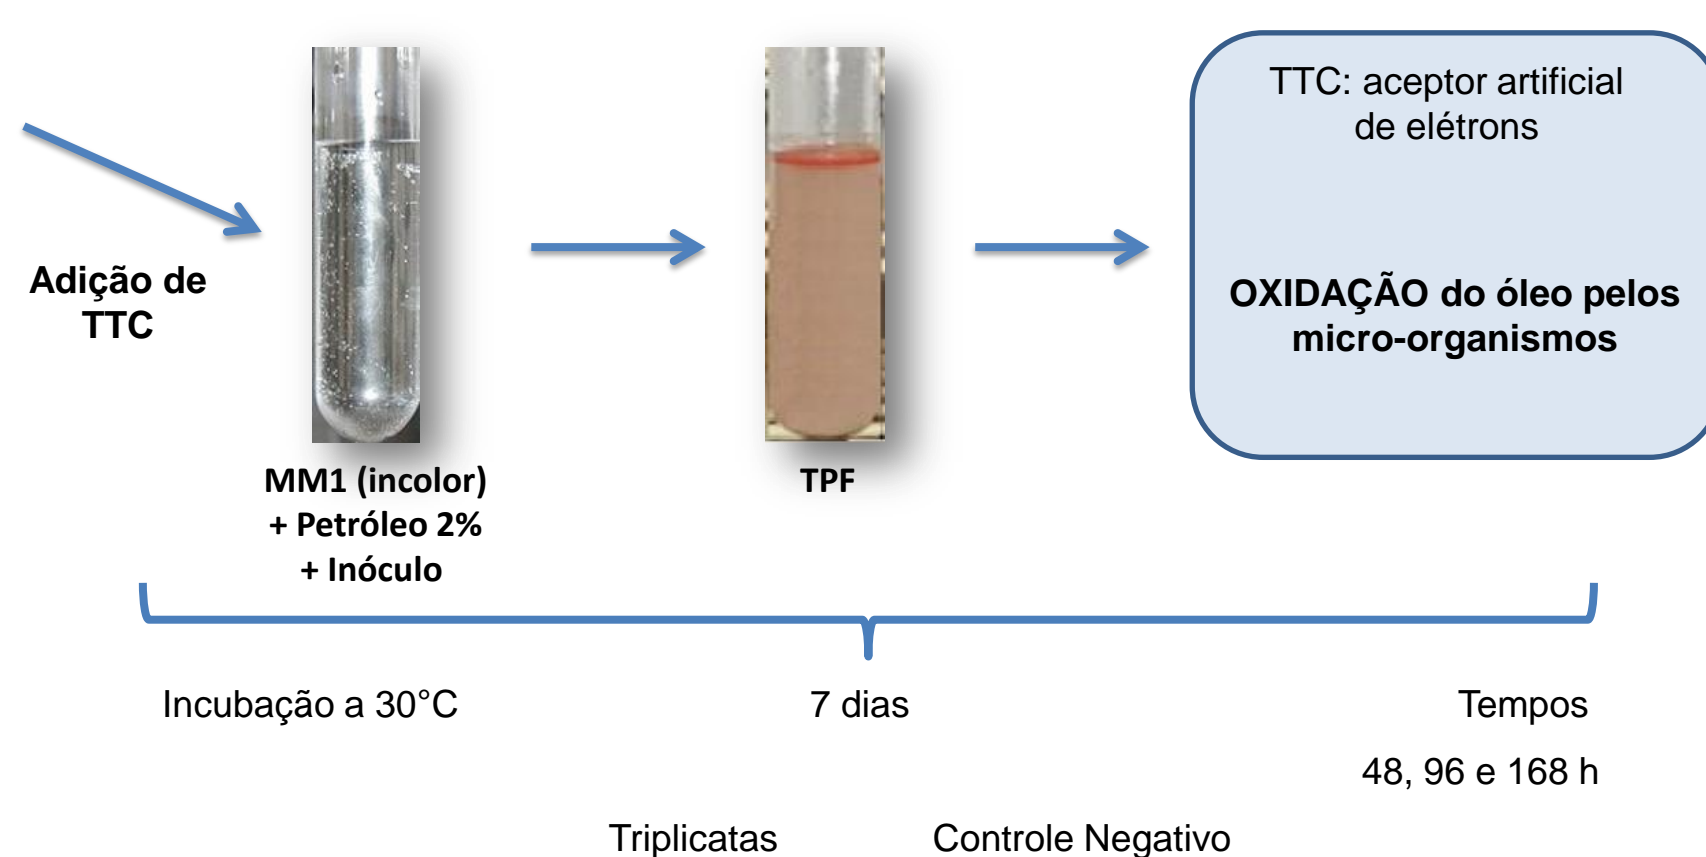 Adição de
TTC
MM1 (incolor)
+ Petróleo 2%
+ Inóculo
TPF
TTC: aceptor artificial
de elétrons
OXIDAÇÃO do óleo pelos
micro-organismos
Incubação a 30°C
7 dias
Tempos
48, 96 e 168 h
Triplicatas
Controle Negativo